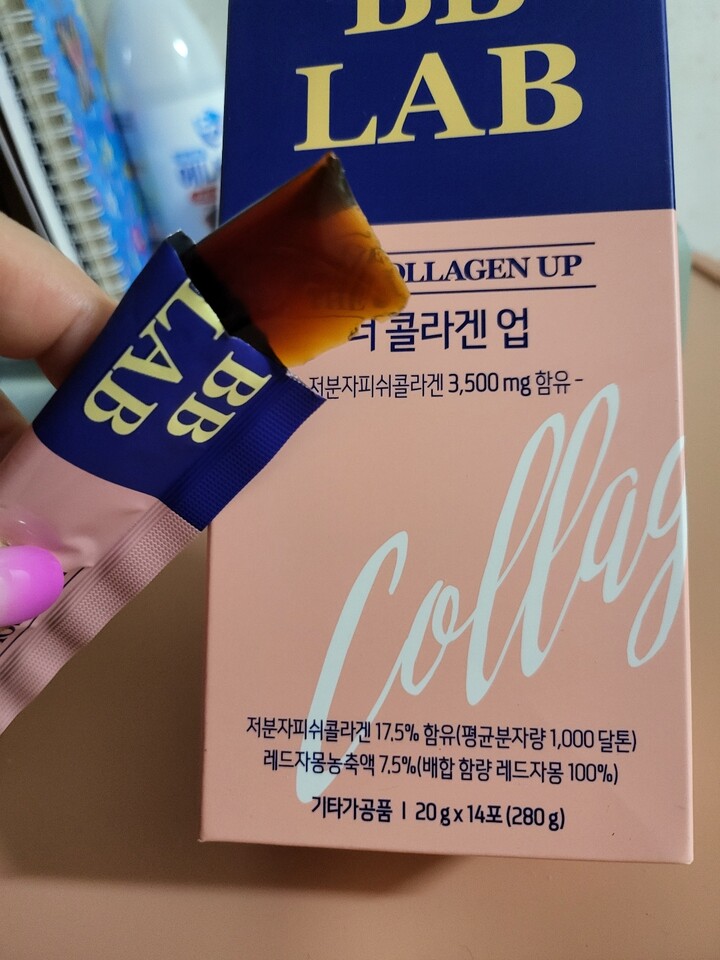 BB
LAB
COLLAGEN UP
더 콜라겐 업
저분자피쉬콜라겐 3,500 mg 함유 -
Collag
저분자피쉬콜라겐 17.5% 함유(평균분자량 1,000 달톤)
레드자몽농축액 7.5%(배합 함량 레드자몽 100%)
기타가공품 I 20 g x 14포 (280 g)
BB
LAB